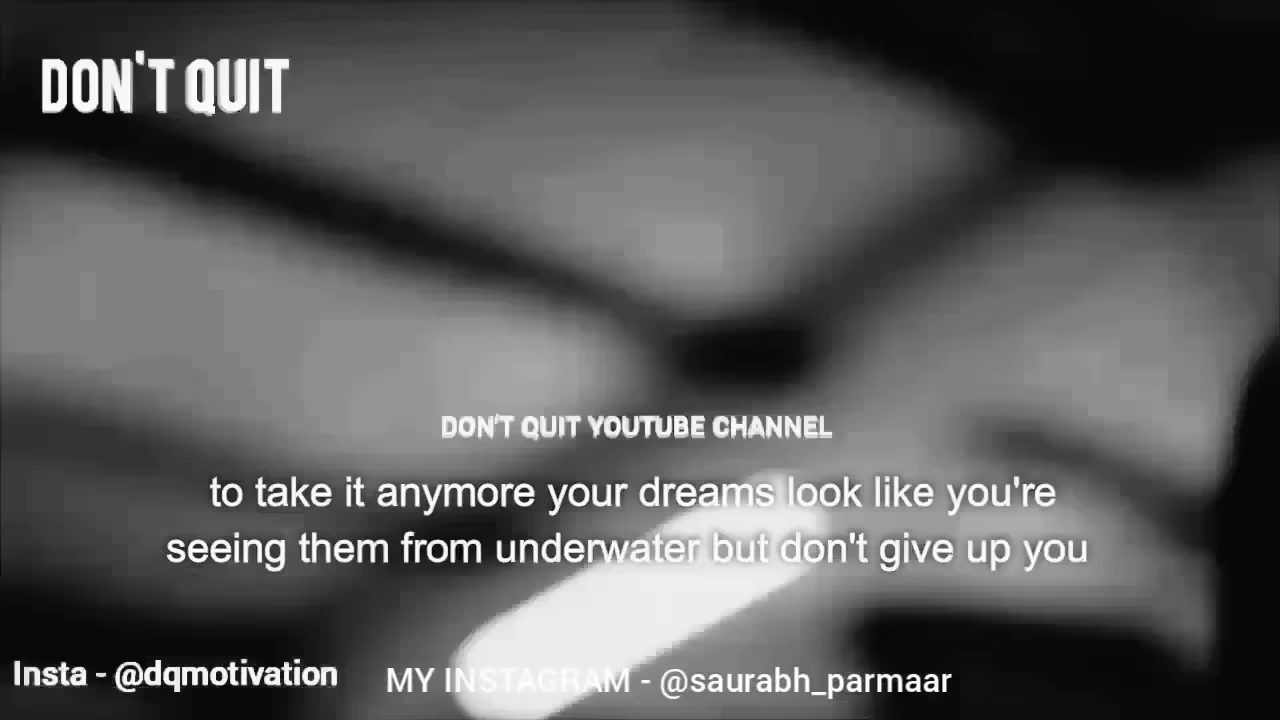 DON'T QUIT
DON'T QUIT YOUTUBE CHANNEL
to take it anymore your dreams look like you're
seeing them from underwater but don't give up you
Insta - @dqmotivation
MY INSTAGRAM - @saurabh_parmaar